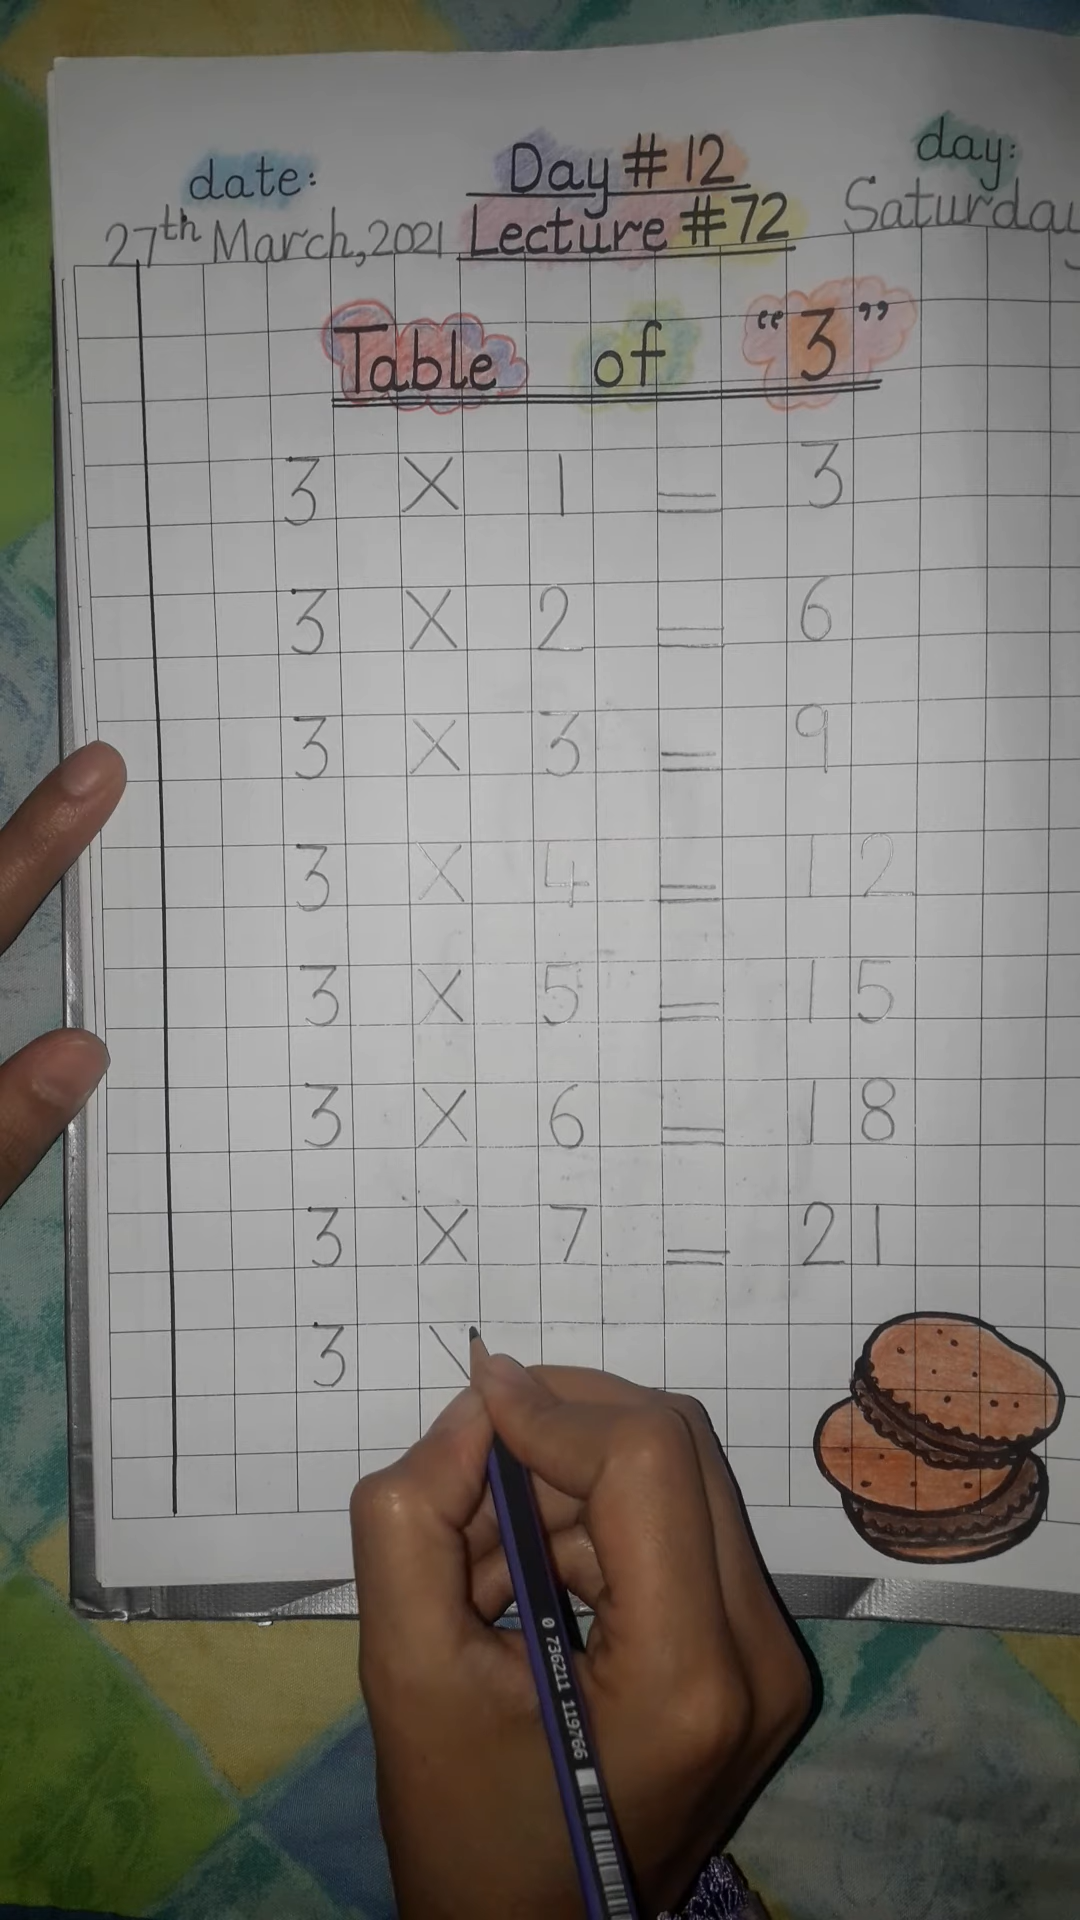 date: Day # 12 day:
27th March, 2021 Lecture #72 Saturday
Table of "3"
3 X 1 = 3
3 X 2 = 6
3 X 3 = 9
3 X 4 = 12
3 X 5 = 15
3 X 6 = 18
3 X 7 = 21
3 \
0 736211 119766